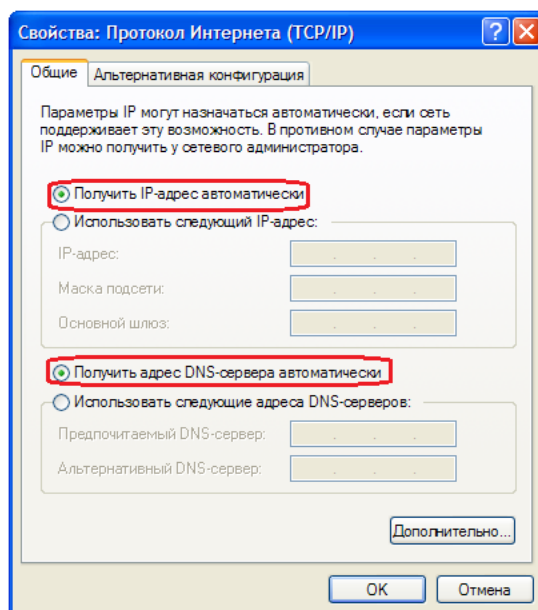 Свойства: Протокол Интернета (TCP/IP)
Общие
Альтернативная конфигурация
Параметры IP могут назначаться автоматически, если сеть
поддерживает эту возможность. В противном случае параметры
IP можно получить у сетевого администратора.
Получить IP-адрес автоматически
Использовать следующий IP-адрес:
IP-адрес:
Маска подсети:
Основной шлюз:
Получить адрес DNS-сервера автоматически
Использовать следующие адреса DNS-серверов:
Предпочитаемый DNS-сервер:
Альтернативный DNS-сервер:
Дополнительно...
OK
Отмена